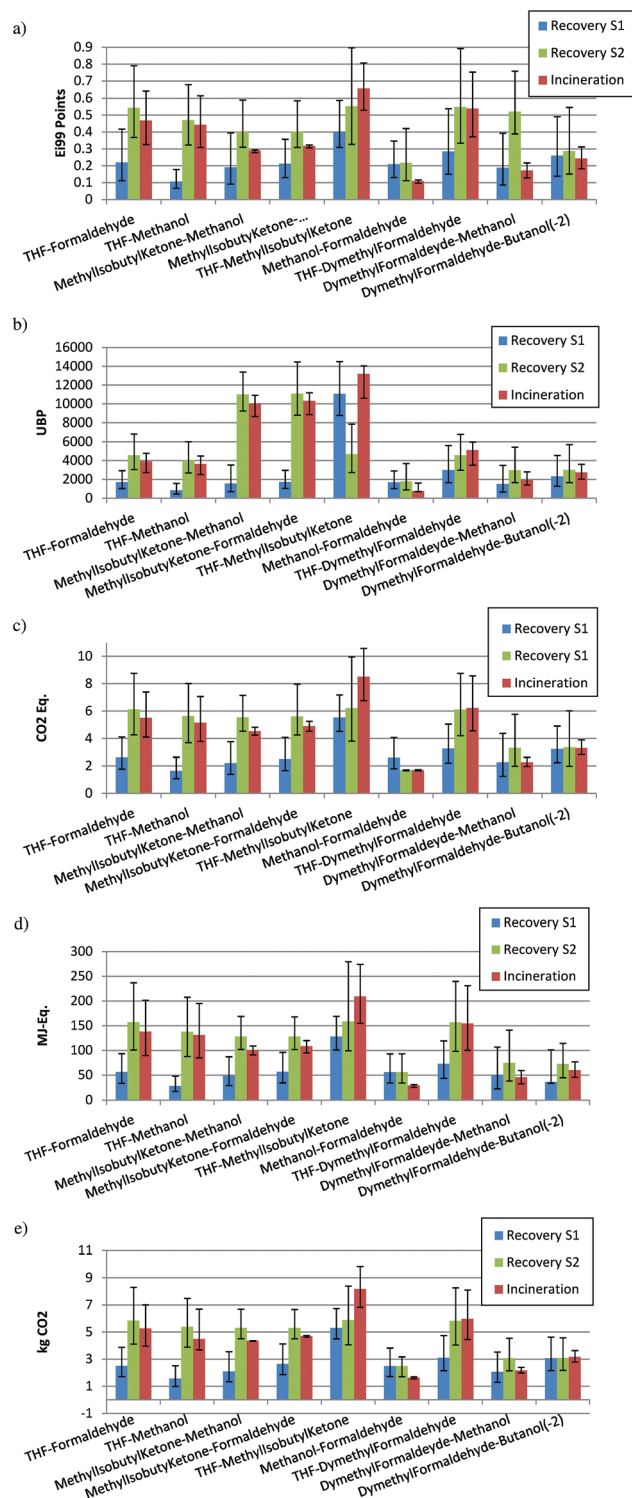 a)
Recovery S1
Recovery S2
Incineration
Ei99 Points
0.9
0.8
0.7
0.6
0.5
0.4
0.3
0.2
0.1
0
THF-Formaldehyde
THF-Methanol
MethylIsobutylKetone-Methanol
MethylIsobutyKetone-...
THF-MethylIsobutylKetone
Methanol-Formaldehyde
THF-DymethylFormaldehyde
DymethylFormaldeyde-Methanol
DymethylFormaldehyde-Butanol(-2)
b)
Recovery S1
Recovery S2
Incineration
UBP
16000
14000
12000
10000
8000
6000
4000
2000
0
THF-Formaldehyde
THF-Methanol
MethylIsobutylKetone-Methanol
MethylIsobutyKetone-Formaldehyde
THF-MethylIsobutylKetone
Methanol-Formaldehyde
THF-DymethylFormaldehyde
DymethylFormaldeyde-Methanol
DymethylFormaldehyde-Butanol(-2)
c)
Recovery S1
Recovery S1
Incineration
CO2 Eq.
10
8
6
4
2
0
THF-Formaldehyde
THF-Methanol
MethylIsobutylKetone-Methanol
MethylIsobutyKetone-Formaldehyde
THF-MethylIsobutylKetone
Methanol-Formaldehyde
THF-DymethylFormaldehyde
DymethylFormaldeyde-Methanol
DymethylFormaldehyde-Butanol(-2)
d)
Recovery S1
Recovery S2
Incineration
MJ-Eq.
300
250
200
150
100
50
0
THF-Formaldehyde
THF-Methanol
MethylIsobutylKetone-Methanol
MethylIsobutyKetone-Formaldehyde
THF-MethylIsobutylKetone
Methanol-Formaldehyde
THF-DymethylFormaldehyde
DymethylFormaldeyde-Methanol
DymethylFormaldehyde-Butanol(-2)
e)
Recovery S1
Recovery S2
Incineration
kg CO2
11
9
7
5
3
1
-1
THF-Formaldehyde
THF-Methanol
MethylIsobutylKetone-Methanol
MethylIsobutyKetone-Formaldehyde
THF-MethylIsobutylKetone
Methanol-Formaldehyde
THF-DymethylFormaldehyde
DymethylFormaldeyde-Methanol
DymethylFormaldehyde-Butanol(-2)